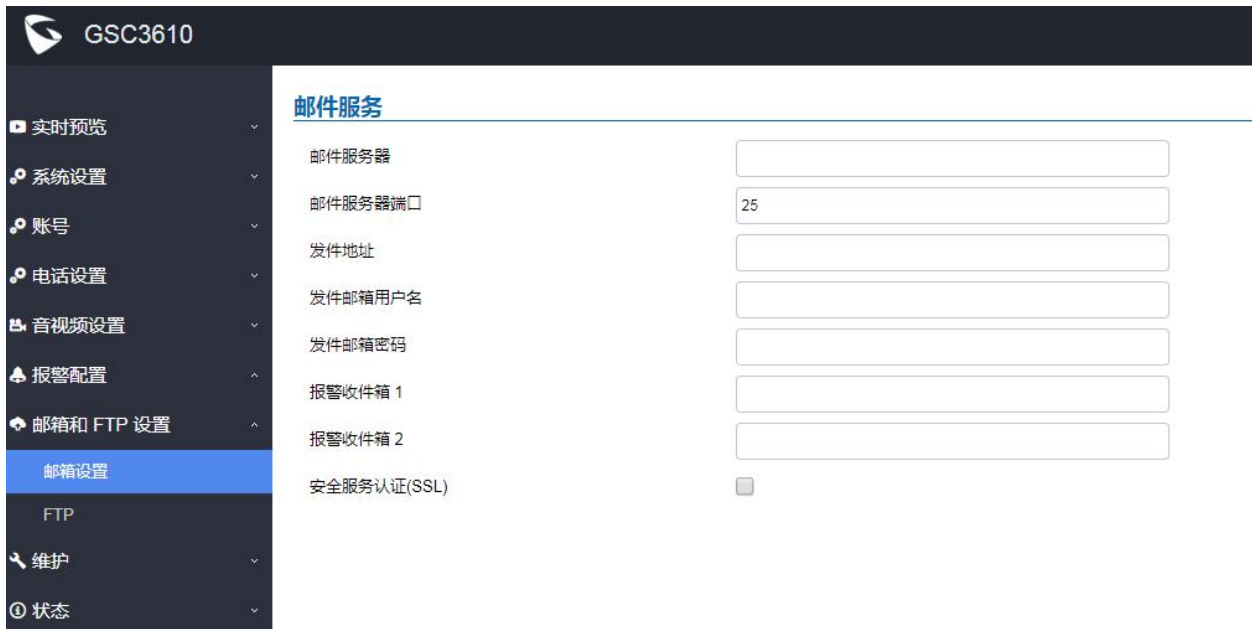 GSC3610
实时预览
系统设置
账号
电话设置
音视频设置
报警配置
邮箱和 FTP 设置
邮箱设置
FTP
维护
状态
邮件服务
邮件服务器
邮件服务器端口
25
发件地址
发件邮箱用户名
发件邮箱密码
报警收件箱 1
报警收件箱 2
安全服务认证(SSL)